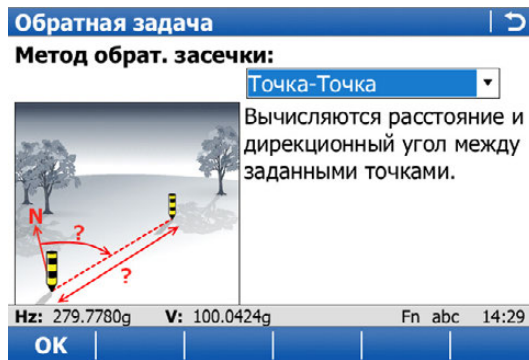 Обратная задача
Метод обрат. засечки:
Точка-Точка
Вычисляются расстояние и
дирекционный угол между
заданными точками.
N
?
?
Hz: 279.7780g V: 100.0424g Fn abc 14:29
OK